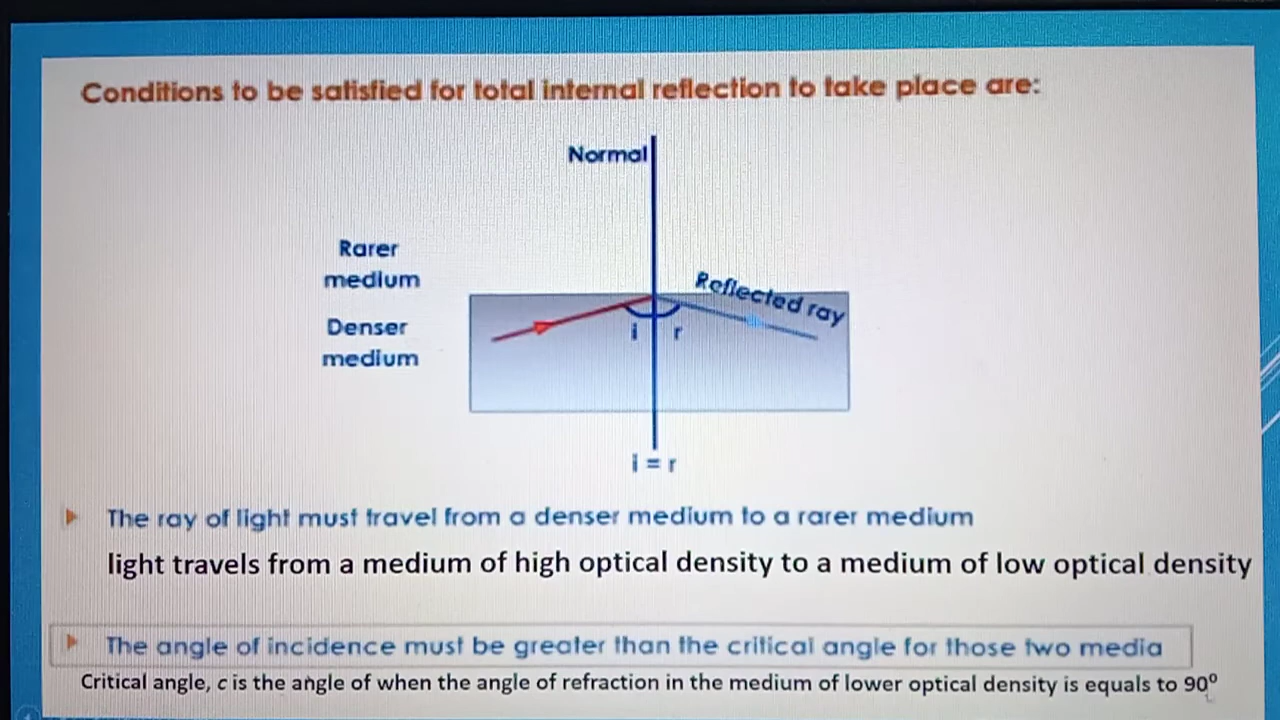 Conditions to be satisfied for total internal reflection to take place are:
Normal
Rarer
medium
Denser
medium
Reflected ray
i
r
i = r
The ray of light must travel from a denser medium to a rarer medium
light travels from a medium of high optical density to a medium of low optical density
The angle of incidence must be greater than the critical angle for those two media
Critical angle, c is the angle of when the angle of refraction in the medium of lower optical density is equals to 90⁰